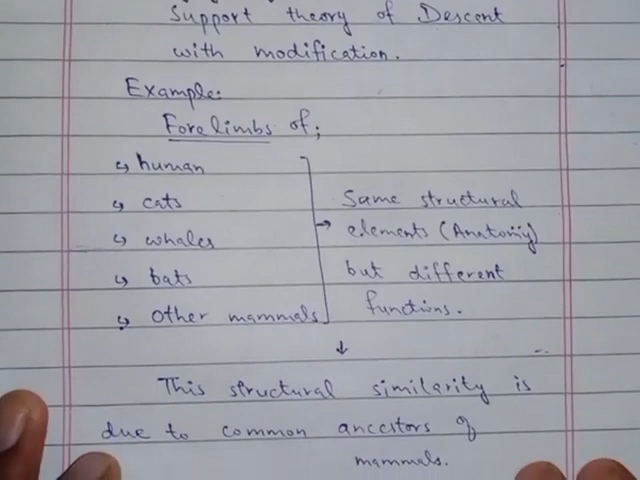 Support theory of Descent
with modification.
Example:
Forelimbs of;
↳ human
↳ cats
↳ whales
↳ bats
↳ other mammals
Same structural
→ elements (Anatomy)
but different
functions.
↓
This structural similarity is
due to common ancestors of
mammals.